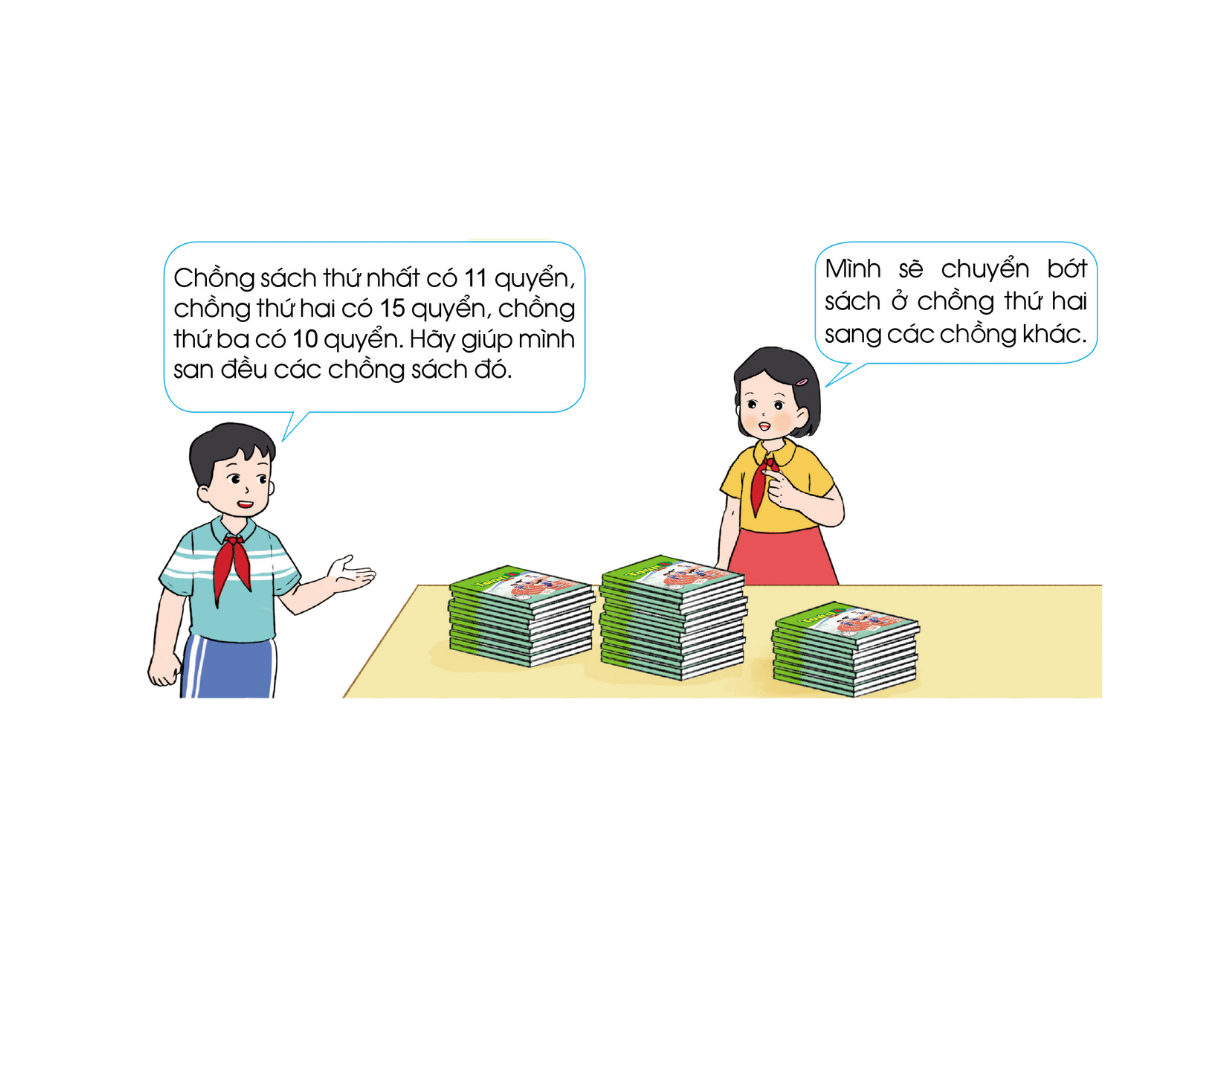 Chồng sách thứ nhất có 11 quyển,
chồng thứ hai có 15 quyển, chồng
thứ ba có 10 quyển. Hãy giúp mình
san đều các chồng sách đó.
Mình sẽ chuyển bớt
sách ở chồng thứ hai
sang các chồng khác.